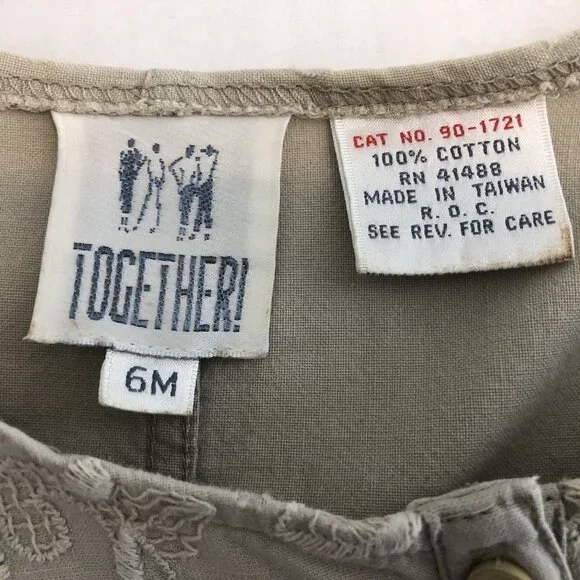 TOGETHER!
6M
CAT NO. 90-1721
100% COTTON
RN 41488
MADE IN TAIWAN
R. O. C.
SEE REV. FOR CARE